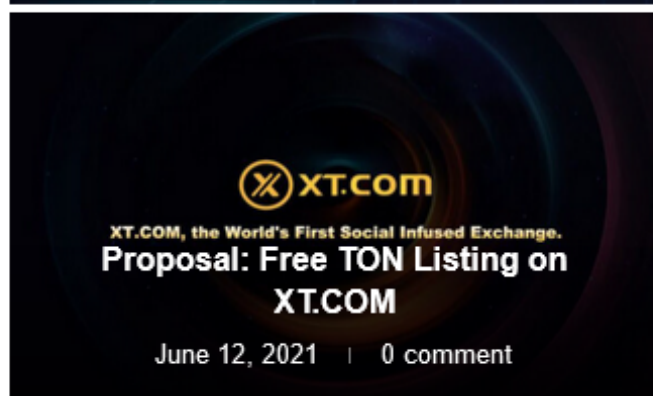 XT.COM
XT.COM, the World's First Social Infused Exchange.
Proposal: Free TON Listing on
XT.COM
June 12, 2021 | 0 comment